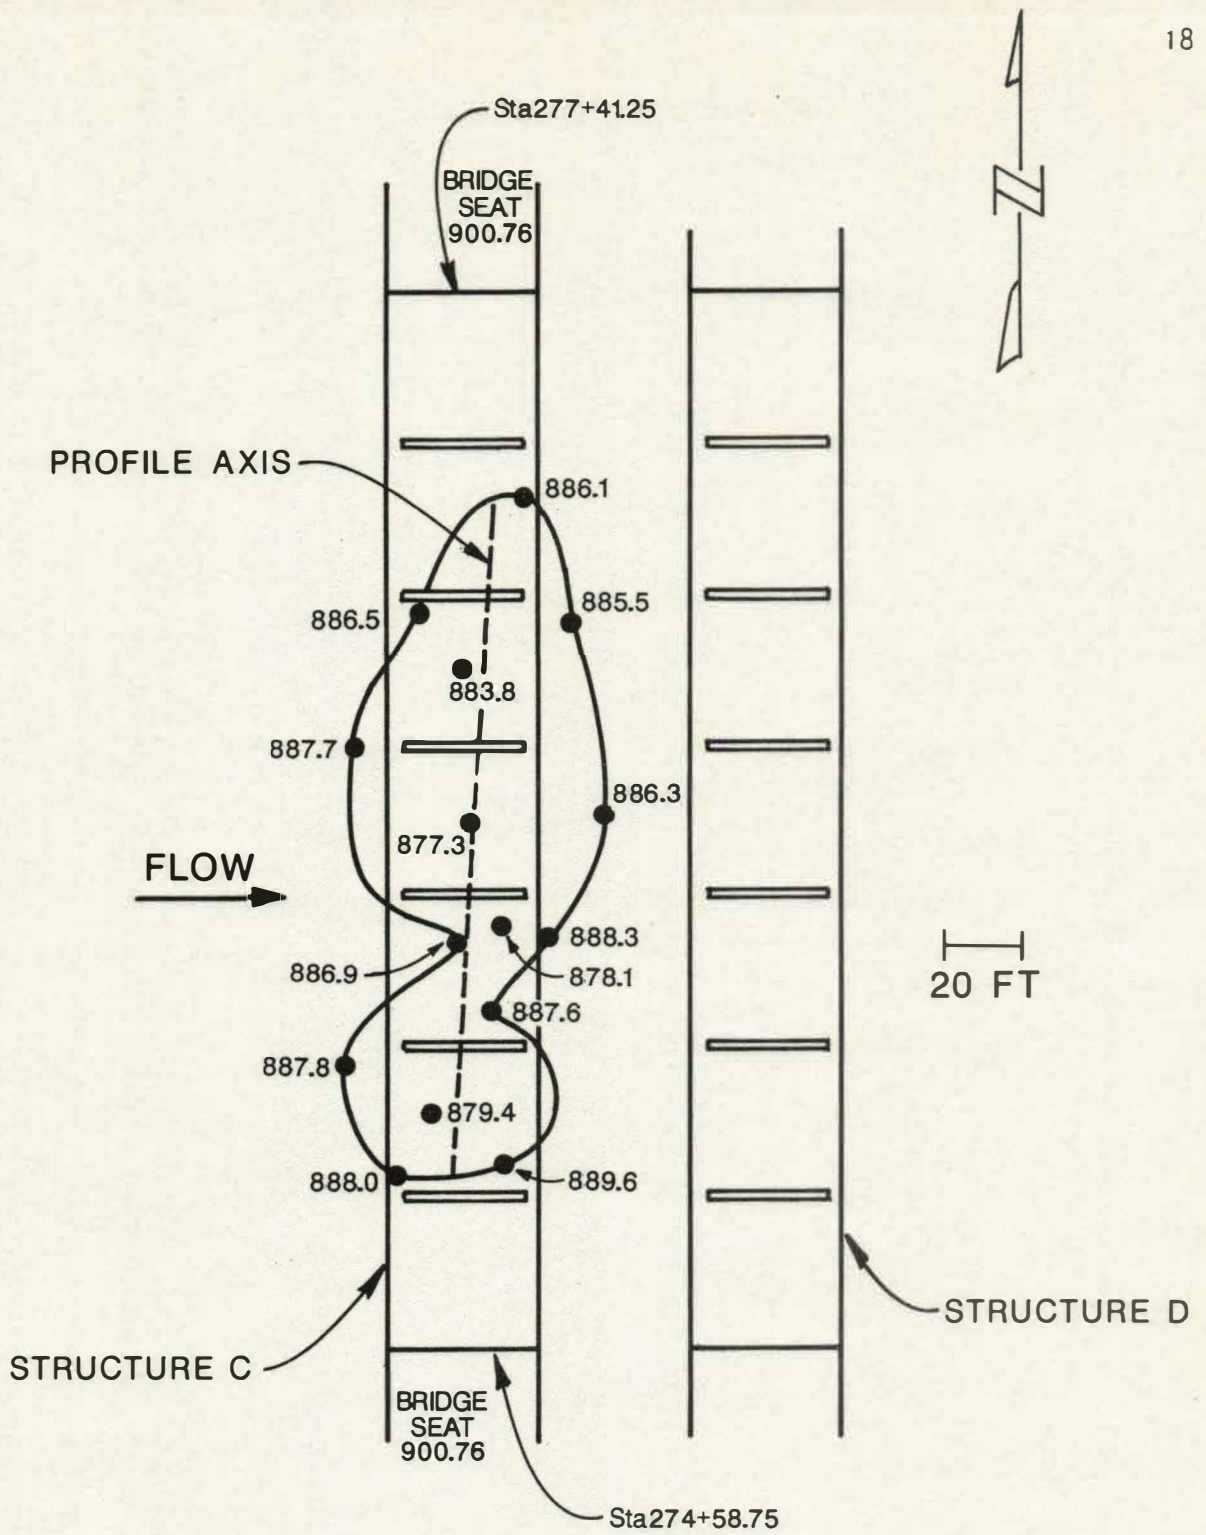 18
Sta277+41.25
BRIDGE
SEAT
900.76
N
PROFILE AXIS
886.1
886.5
885.5
883.8
887.7
886.3
877.3
FLOW
888.3
886.9
878.1
20 FT
887.6
887.8
879.4
888.0
889.6
STRUCTURE D
STRUCTURE C
BRIDGE
SEAT
900.76
Sta274+58.75